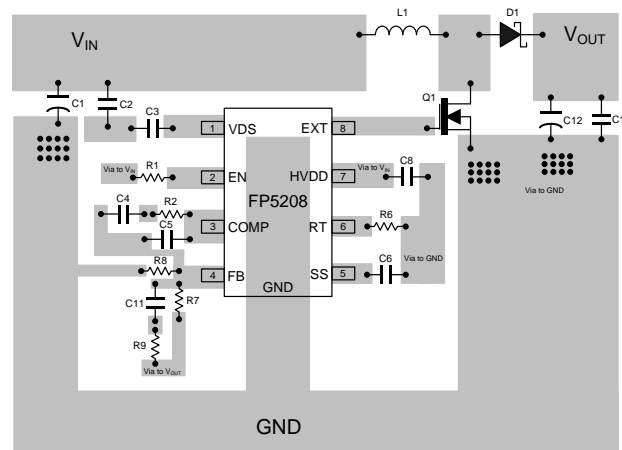 L1
D1
VIN
VOUT
C1
C2
C3
Q1
C12
C1
1
VDS
EXT
8
Via to VIN
R1
2
EN
HVDD
7
Via to VIN
C8
Via to GND
FP5208
C4
R2
C5
3
COMP
RT
6
R6
Via to GND
R8
4
FB
SS
5
C6
GND
C11
R7
R9
Via to VOUT
GND